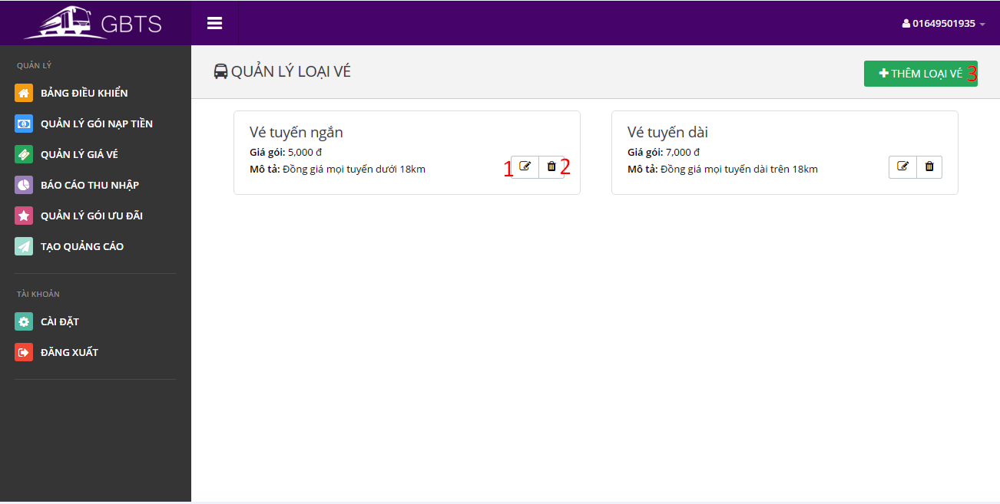 GBTS
01649501935
QUẢN LÝ
BẢNG ĐIỀU KHIỂN
QUẢN LÝ GÓI NẠP TIỀN
QUẢN LÝ GIÁ VÉ
BÁO CÁO THU NHẬP
QUẢN LÝ GÓI ƯU ĐÃI
TẠO QUẢNG CÁO
TÀI KHOẢN
CÀI ĐẶT
ĐĂNG XUẤT
QUẢN LÝ LOẠI VÉ
THÊM LOẠI VÉ 3
Vé tuyến ngắn
Giá gói: 5,000 đ
Mô tả: Đồng giá mọi tuyến dưới 18km
1 2
Vé tuyến dài
Giá gói: 7,000 đ
Mô tả: Đồng giá mọi tuyến dài trên 18km